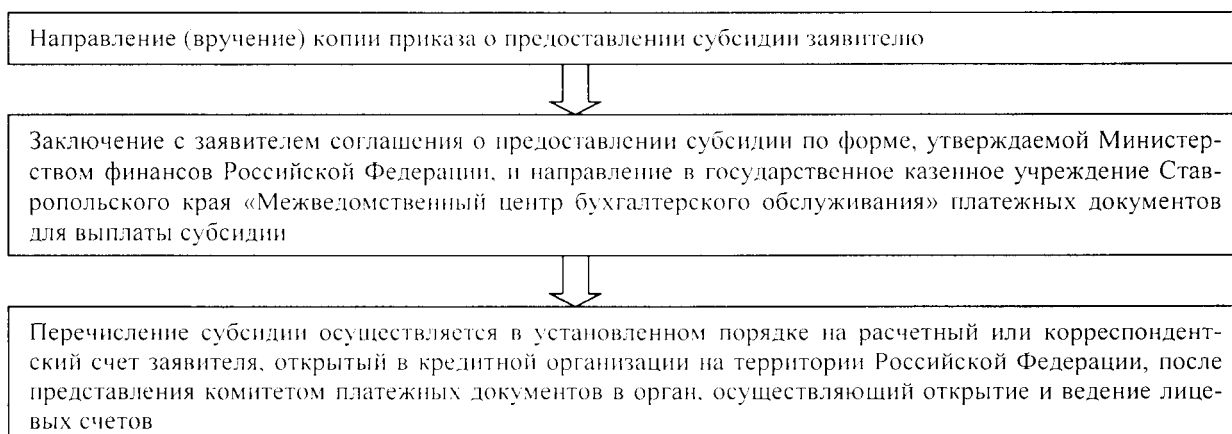 Направление (вручение) копии приказа о предоставлении субсидии заявителю
Заключение с заявителем соглашения о предоставлении субсидии по форме, утверждаемой Министер-
ством финансов Российской Федерации, и направление в государственное казенное учреждение Став-
ропольского края «Межведомственный центр бухгалтерского обслуживания» платежных документов
для выплаты субсидии
Перечисление субсидии осуществляется в установленном порядке на расчетный или корреспондент-
ский счет заявителя, открытый в кредитной организации на территории Российской Федерации, после
представления комитетом платежных документов в орган, осуществляющий открытие и ведение лице-
вых счетов